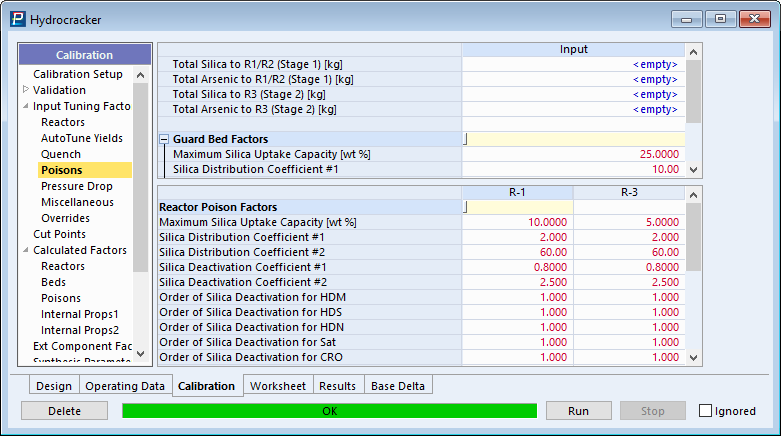 Hydrocracker
Calibration
Calibration Setup
Validation
Input Tuning Facto
Reactors
AutoTune Yields
Quench
Poisons
Pressure Drop
Miscellaneous
Overrides
Cut Points
Calculated Factors
Reactors
Beds
Poisons
Internal Props1
Internal Props2
Ext Component Fac
Synthesis Paramete
Input
Total Silica to R1/R2 (Stage 1) [kg] <empty>
Total Arsenic to R1/R2 (Stage 1) [kg] <empty>
Total Silica to R3 (Stage 2) [kg] <empty>
Total Arsenic to R3 (Stage 2) [kg] <empty>
Guard Bed Factors
Maximum Silica Uptake Capacity [wt %] 25.0000
Silica Distribution Coefficient #1 10.00
R-1 R-3
Reactor Poison Factors
Maximum Silica Uptake Capacity [wt %] 10.0000 5.0000
Silica Distribution Coefficient #1 2.000 2.000
Silica Distribution Coefficient #2 60.00 60.00
Silica Deactivation Coefficient #1 0.8000 0.8000
Silica Deactivation Coefficient #2 2.500 2.500
Order of Silica Deactivation for HDM 1.000 1.000
Order of Silica Deactivation for HDS 1.000 1.000
Order of Silica Deactivation for HDN 1.000 1.000
Order of Silica Deactivation for Sat 1.000 1.000
Order of Silica Deactivation for CRO 1.000 1.000
Design Operating Data Calibration Worksheet Results Base Delta
Delete OK Run Stop Ignored